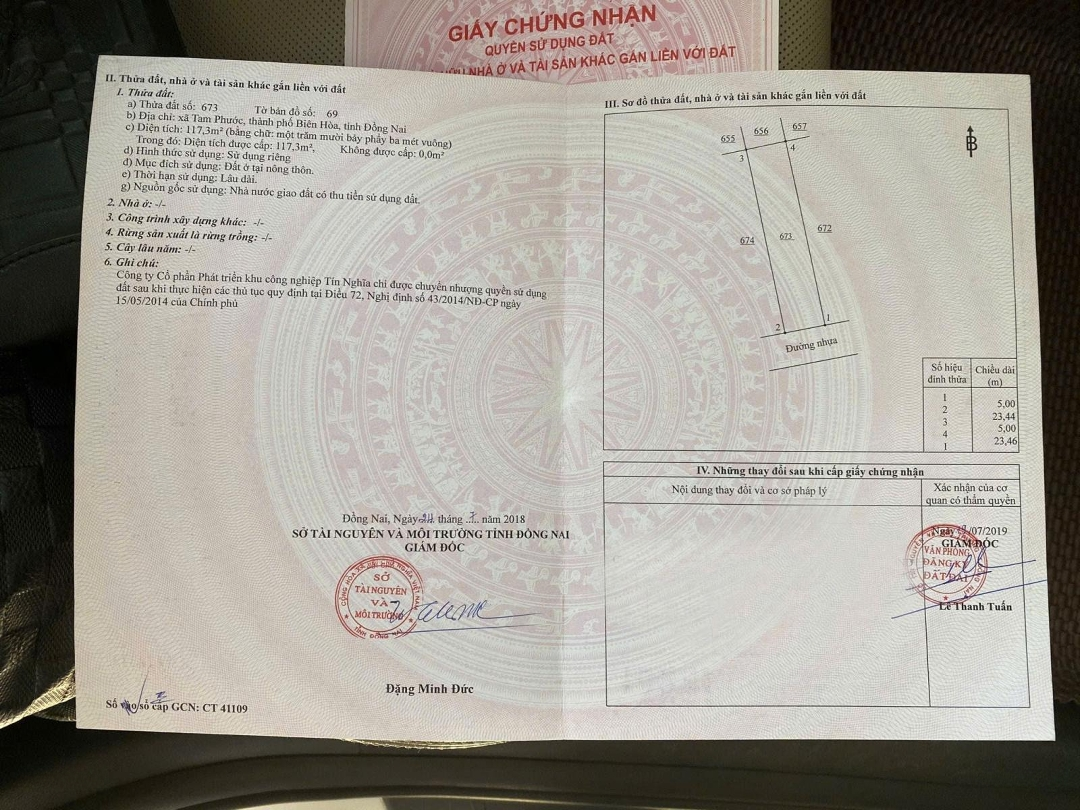 GIẤY CHỨNG NHẬN
QUYỀN SỬ DỤNG ĐẤT
NHÀ Ở VÀ TÀI SẢN KHÁC GẮN LIỀN VỚI ĐẤT
II. Thửa đất, nhà ở và tài sản khác gắn liền với đất
1. Thửa đất:
a) Thửa đất số: 673 Tờ bản đồ số: 69
b) Địa chỉ: xã Tam Phước, thành phố Biên Hòa, tỉnh Đồng Nai
c) Diện tích: 117,3m² (bằng chữ: một trăm mười bảy phẩy ba mét vuông)
Trong đó: Diện tích được cấp: 117,3m², Không được cấp: 0,0m²
d) Hình thức sử dụng: Sử dụng riêng
đ) Mục đích sử dụng: Đất ở tại nông thôn.
e) Thời hạn sử dụng: Lâu dài.
g) Nguồn gốc sử dụng: Nhà nước giao đất có thu tiền sử dụng đất.
2. Nhà ở: -/-
3. Công trình xây dựng khác: -/-
4. Rừng sản xuất là rừng trồng: -/-
5. Cây lâu năm: -/-
6. Ghi chú:
Công ty Cổ phần Phát triển khu công nghiệp Tín Nghĩa chỉ được chuyển nhượng quyền sử dụng
đất sau khi thực hiện các thủ tục quy định tại Điều 72, Nghị định số 43/2014/NĐ-CP ngày
15/05/2014 của Chính phủ
Đồng Nai, Ngày 24 tháng 7 năm 2018
SỞ TÀI NGUYÊN VÀ MÔI TRƯỜNG TỈNH ĐỒNG NAI
GIÁM ĐỐC
CỘNG HÒA XÃ HỘI CHỦ NGHĨA VIỆT NAM
SỞ
TÀI NGUYÊN
VÀ
MÔI TRƯỜNG
TỈNH ĐỒNG NAI
Đặng Minh Đức
Số vào sổ cấp GCN: CT 41109
III. Sơ đồ thửa đất, nhà ở và tài sản khác gắn liền với đất
655 656 657
3 4
B
674 673 672
2 1
Đường nhựa
Số hiệu đỉnh thửa Chiều dài (m)
1
5,00
2
23,44
3
5,00
4
23,46
1
IV. Những thay đổi sau khi cấp giấy chứng nhận
Nội dung thay đổi và cơ sở pháp lý
Xác nhận của cơ
quan có thẩm quyền
Ngày /07/2019
GIÁM ĐỐC
VĂN PHÒNG
ĐĂNG KÝ
ĐẤT ĐAI
Lê Thanh Tuấn